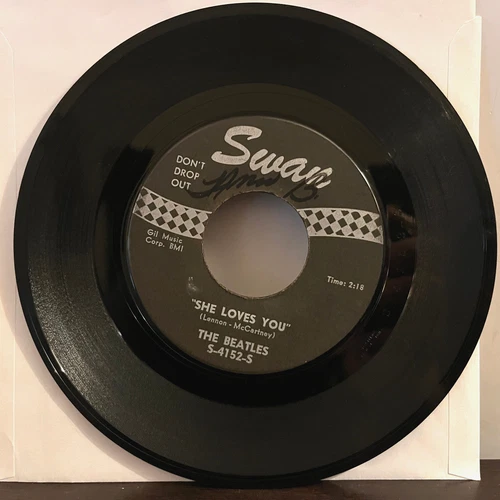 Swan
DON'T
DROP
OUT
Gil Music
Corp. BMI
Time: 2:18
"SHE LOVES YOU"
(Lennon - McCartney)
THE BEATLES
S-4152-S